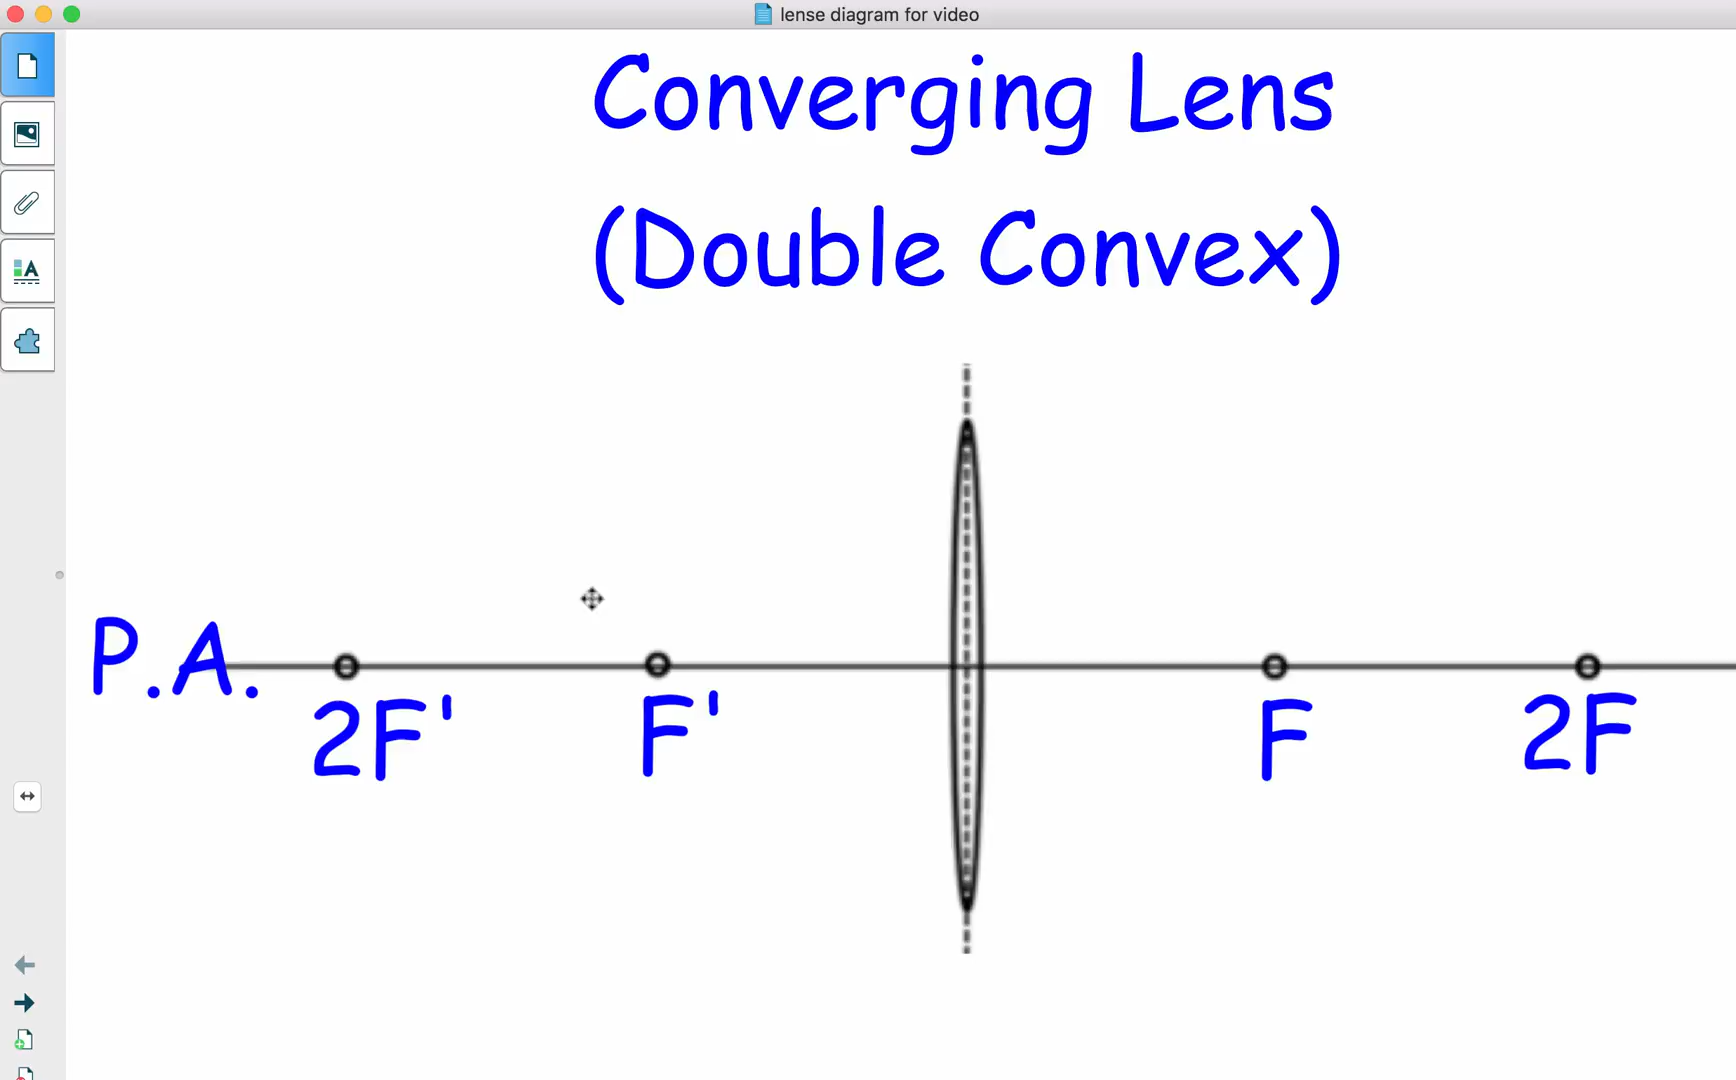 lense diagram for video
Converging Lens
(Double Convex)
P.A.
2F' F' F 2F